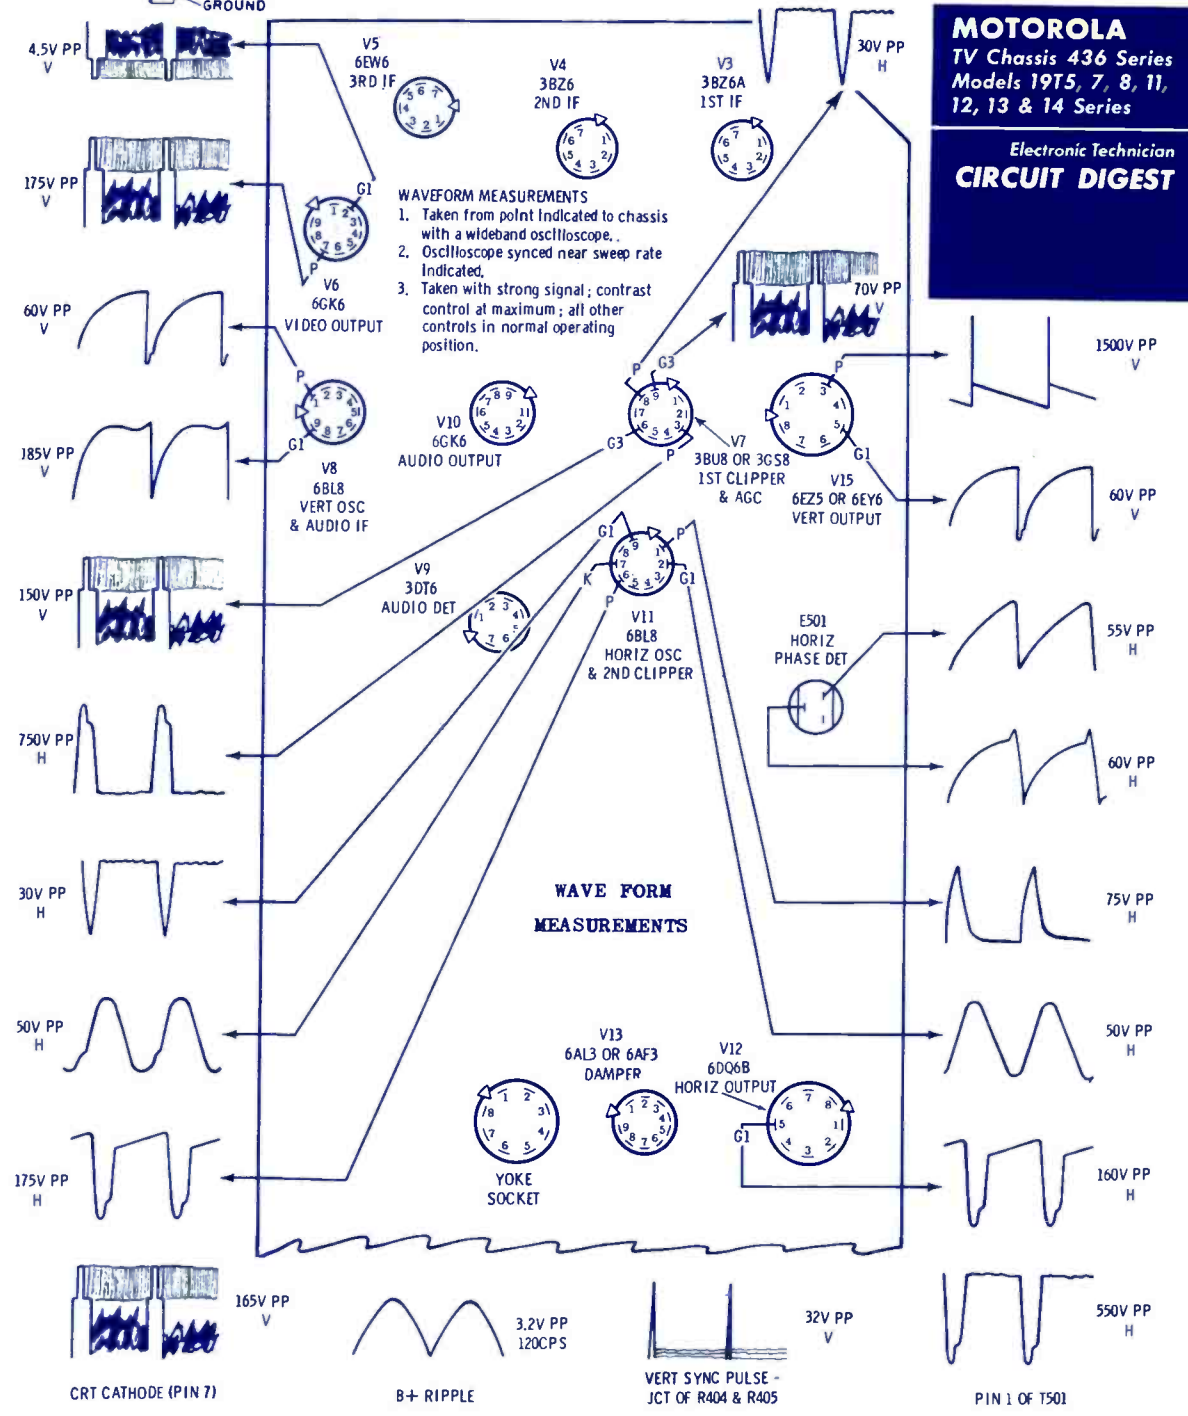 GROUND
MOTOROLA
TV Chassis 436 Series
Models 19T5, 7, 8, 11,
12, 13 & 14 Series
Electronic Technician
CIRCUIT DIGEST
4.5V PP
V
V5
6EW6
3RD IF
V4
3BZ6
2ND IF
V3
3BZ6A
1ST IF
30V PP
H
175V PP
V
G1
P
V6
6GK6
VIDEO OUTPUT
WAVEFORM MEASUREMENTS
1. Taken from point indicated to chassis
with a wideband oscilloscope..
2. Oscilloscope synced near sweep rate
indicated.
3. Taken with strong signal; contrast
control at maximum; all other
controls in normal operating
position.
70V PP
V
60V PP
V
P
G1
V8
6BL8
VERT OSC
& AUDIO IF
V10
6GK6
AUDIO OUTPUT
P
G3
G3
P
V7
3BU8 OR 3GS8
1ST CLIPPER
& AGC
P
G1
V15
6EZ5 OR 6EY6
VERT OUTPUT
1500V PP
V
185V PP
V
60V PP
V
150V PP
V
V9
3DT6
AUDIO DET
G1
P
K
G1
P
V11
6BL8
HORIZ OSC
& 2ND CLIPPER
E501
HORIZ
PHASE DET
55V PP
H
750V PP
H
60V PP
H
30V PP
H
WAVE FORM
MEASUREMENTS
75V PP
H
50V PP
H
V13
6AL3 OR 6AF3
DAMPER
V12
6DQ6B
HORIZ OUTPUT
G1
50V PP
H
YOKE
SOCKET
175V PP
H
160V PP
H
165V PP
V
CRT CATHODE (PIN 7)
3.2V PP
120CPS
B+ RIPPLE
32V PP
V
VERT SYNC PULSE -
JCT OF R404 & R405
550V PP
H
PIN 1 OF T501